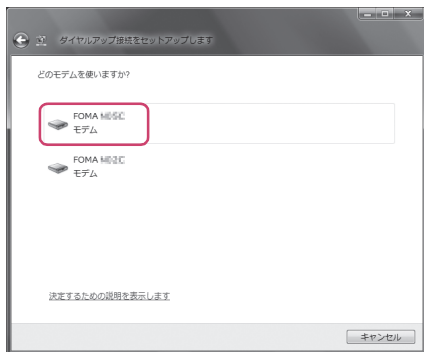 ダイヤルアップ接続をセットアップします
どのモデムを使いますか?
FOMA
モデム
FOMA
モデム
決定するための説明を表示します
キャンセル